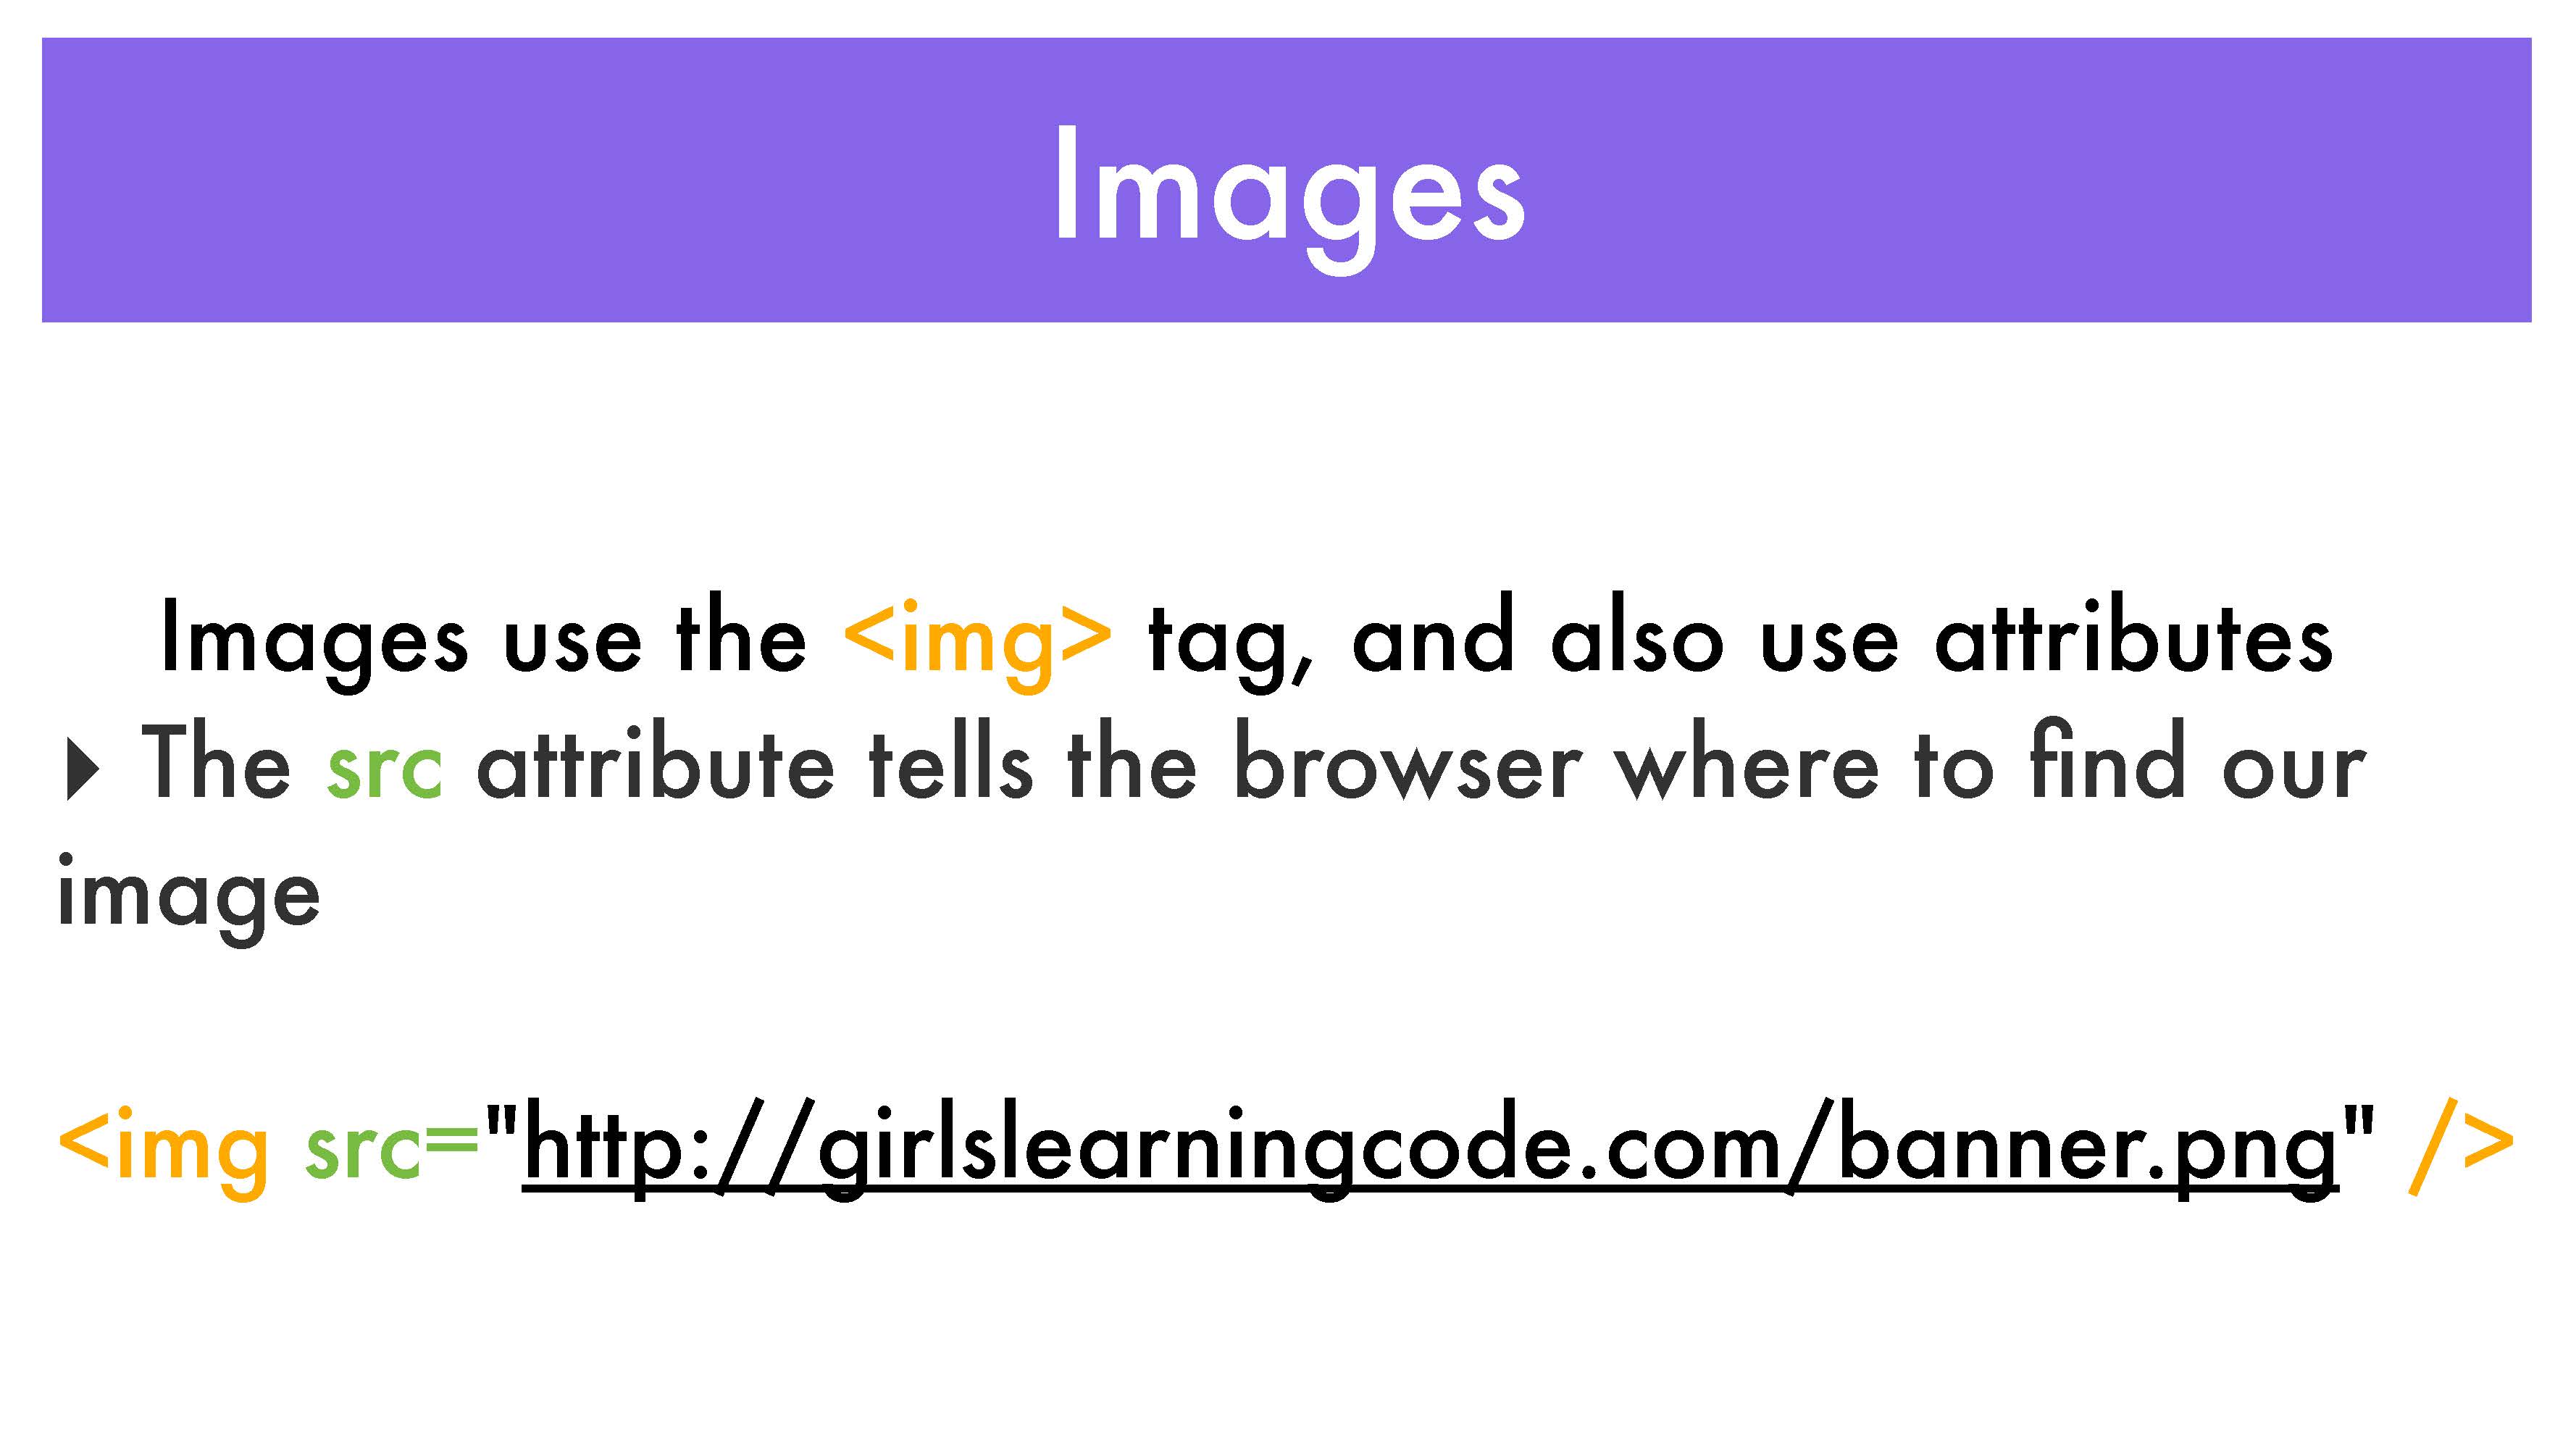 Images
Images use the <img> tag, and also use attributes
▸ The src attribute tells the browser where to find our
image
<img src="http://girlslearningcode.com/banner.png" />